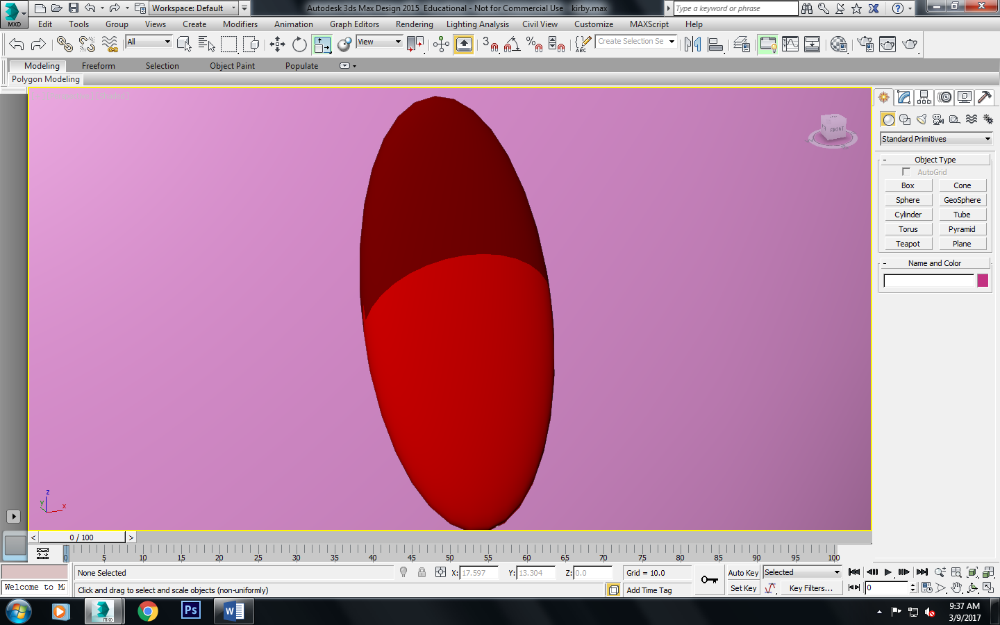 MXD
Workspace: Default
Autodesk 3ds Max Design 2015 Educational - Not for Commercial Use kirby.max
Type a keyword or phrase
Edit Tools Group Views Create Modifiers Animation Graph Editors Rendering Lighting Analysis Civil View Customize MAXScript Help
All
View
3
%
ABC
Create Selection Se
Modeling Freeform Selection Object Paint Populate
Polygon Modeling
FRONT
Standard Primitives
- Object Type
AutoGrid
Box Cone
Sphere GeoSphere
Cylinder Tube
Torus Pyramid
Teapot Plane
- Name and Color
z
y
x
< 0 / 100 >
0 5 10 15 20 25 30 35 40 45 50 55 60 65 70 75 80 85 90 95 100
None Selected X: 17.597 Y: 13.304 Z: 0.0 Grid = 10.0 Auto Key Selected
Welcome to M
Click and drag to select and scale objects (non-uniformly) Add Time Tag Set Key Key Filters... 0
MXD
Ps
W
9:37 AM
3/9/2017